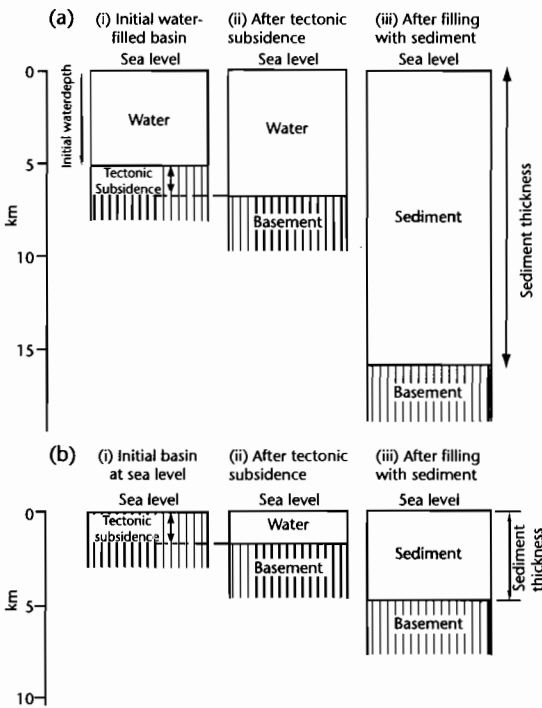 (a)
(i) Initial water-
filled basin
Sea level
(ii) After tectonic
subsidence
Sea level
(iii) After filling
with sediment
Sea level
0
5
10
15
km
Initial waterdepth
Water
Tectonic
Subsidence
Water
Basement
Sediment
Basement
Sediment thickness
(b)
(i) Initial basin
at sea level
Sea level
(ii) After tectonic
subsidence
Sea level
(iii) After filling
with sediment
Sea level
0
5
10
km
Tectonic
subsidence
Water
Basement
Sediment
Basement
Sediment
thickness